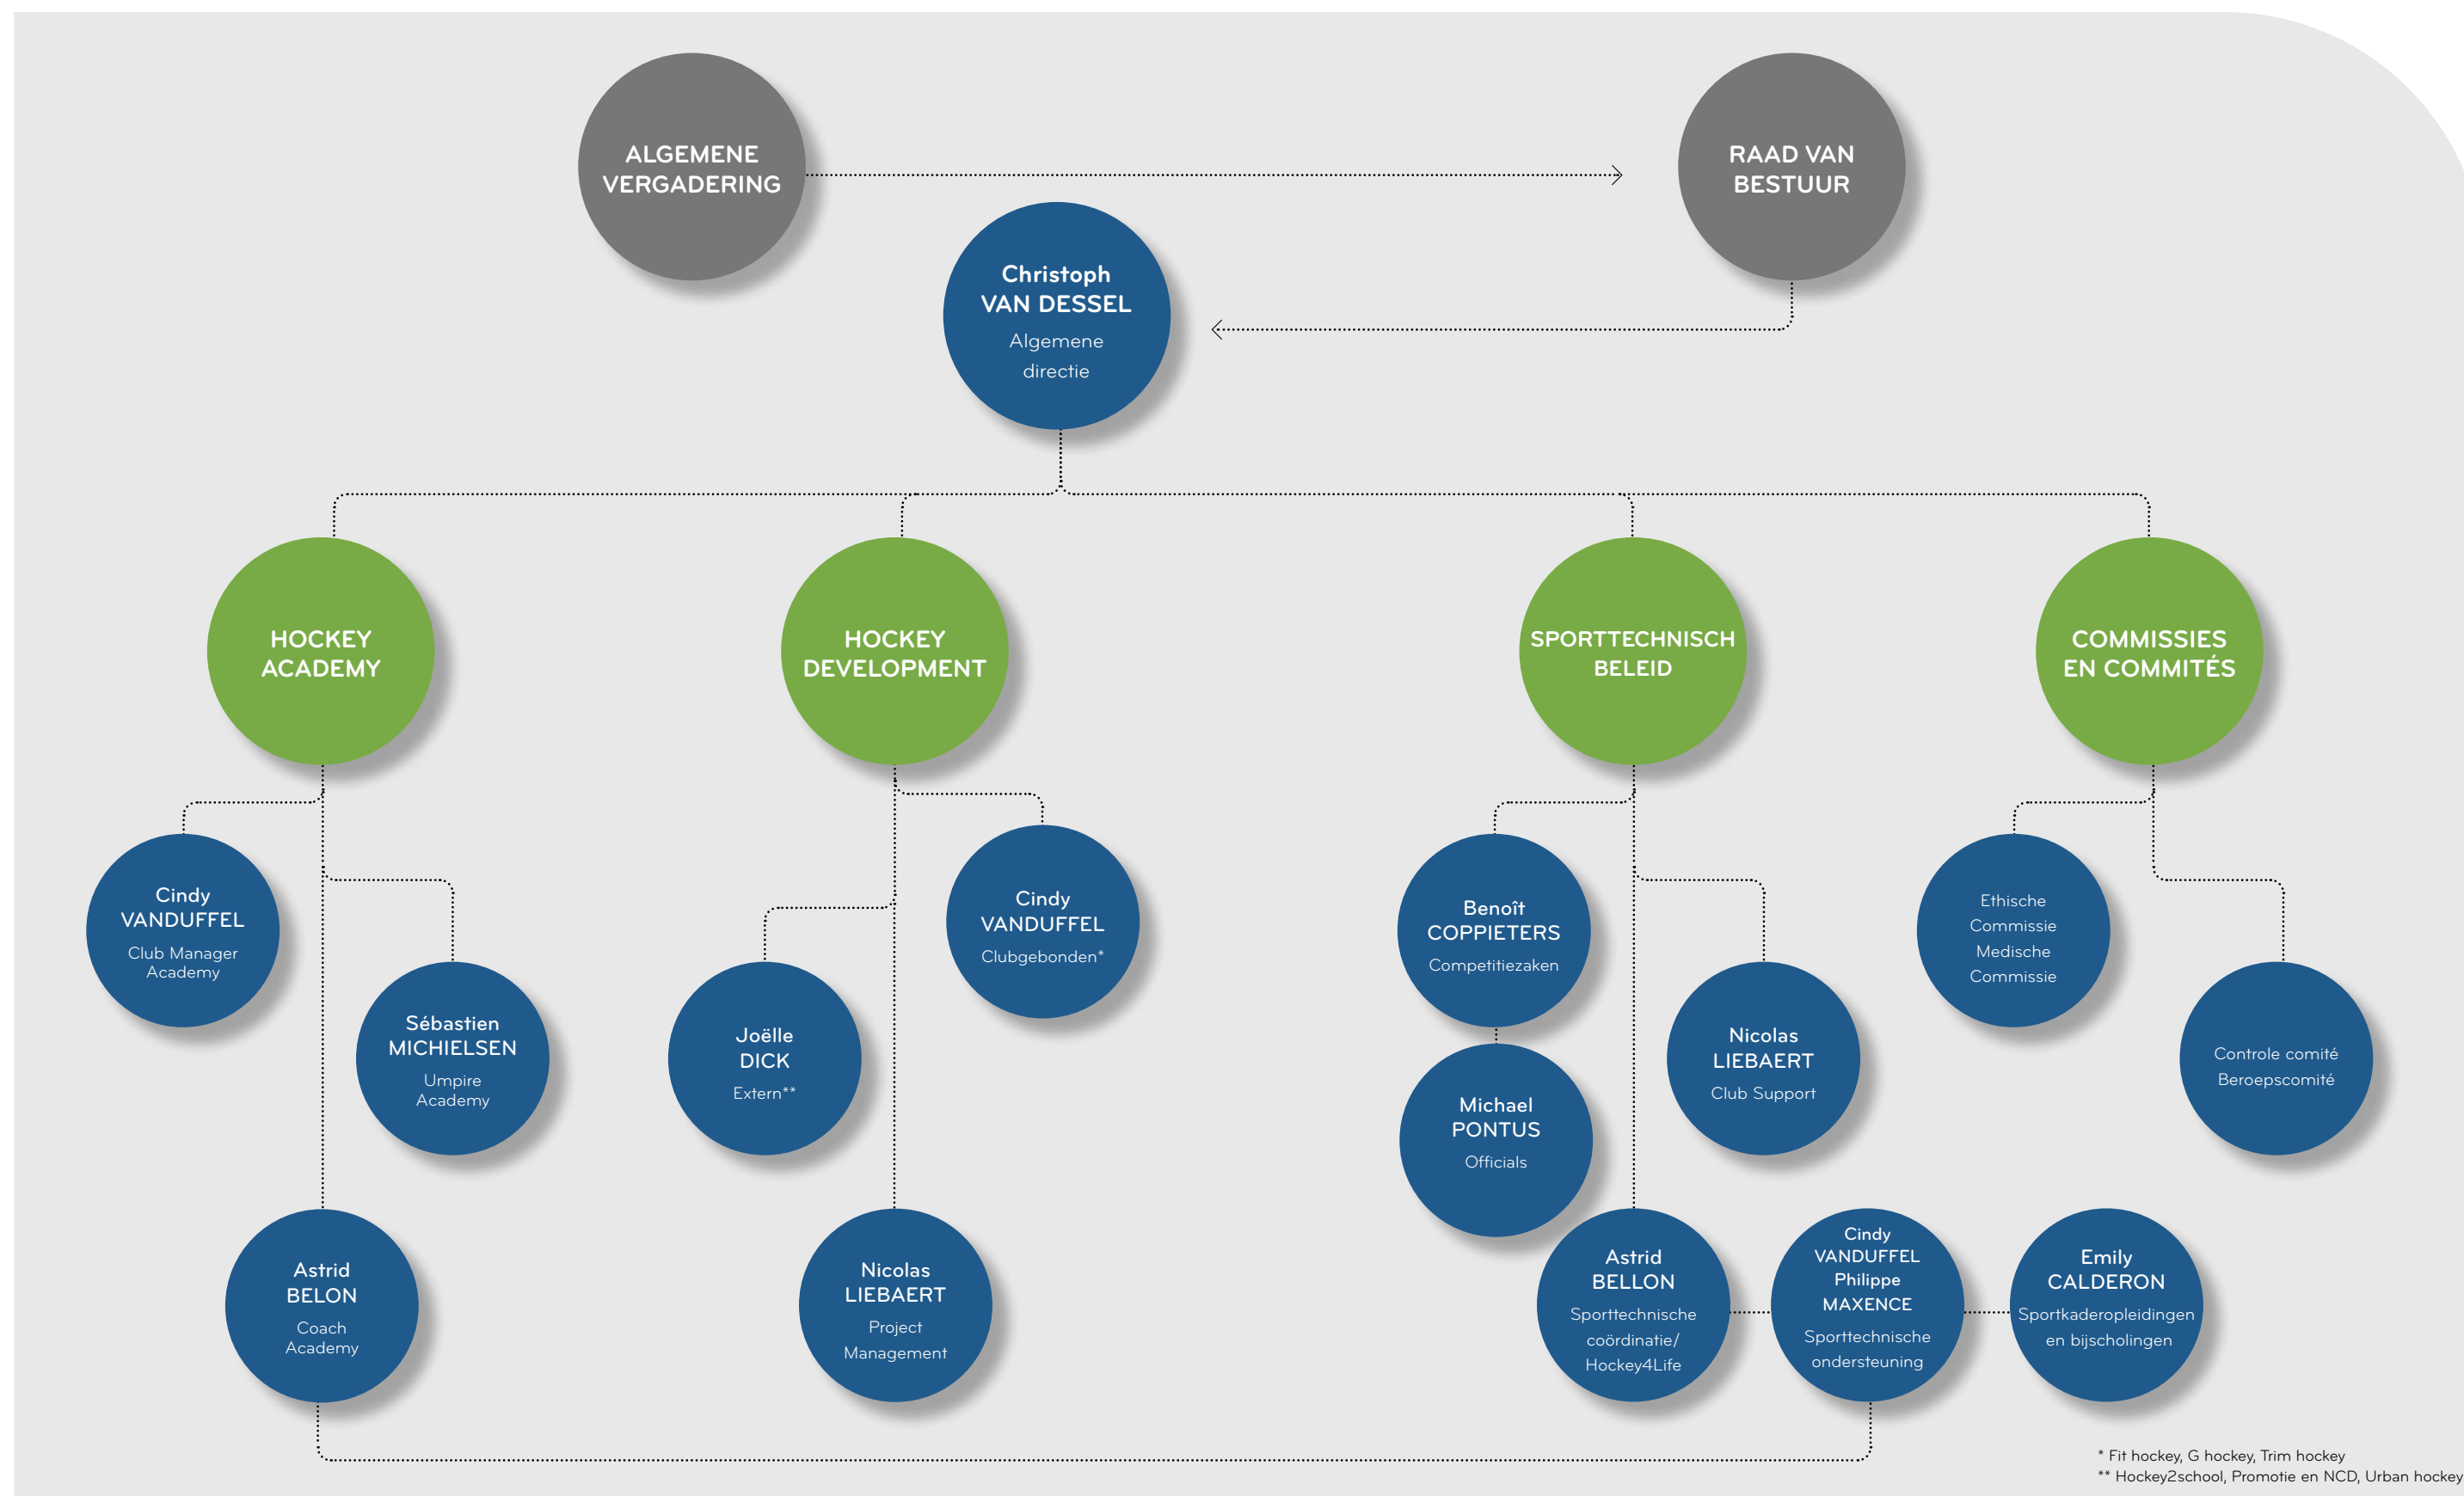 ALGEMENE
VERGADERING
RAAD VAN
BESTUUR
Christoph
VAN DESSEL
Algemene
directie
HOCKEY
ACADEMY
HOCKEY
DEVELOPMENT
SPORTTECHNISCH
BELEID
COMMISSIES
EN COMMITÉS
Cindy
VANDUFFEL
Club Manager
Academy
Sébastien
MICHIELSEN
Umpire
Academy
Astrid
BELON
Coach
Academy
Cindy
VANDUFFEL
Clubgebonden*
Joëlle
DICK
Extern**
Nicolas
LIEBAERT
Project
Management
Benoît
COPPIETERS
Competitiezaken
Michael
PONTUS
Officials
Nicolas
LIEBAERT
Club Support
Astrid
BELLON
Sporttechnische
coördinatie/
Hockey4Life
Cindy
VANDUFFEL
Philippe
MAXENCE
Sporttechnische
ondersteuning
Emily
CALDERON
Sportkaderopleidingen
en bijscholingen
Ethische
Commissie
Medische
Commissie
Controle comité
Beroepscomité
* Fit hockey, G hockey, Trim hockey
** Hockey2school, Promotie en NCD, Urban hockey